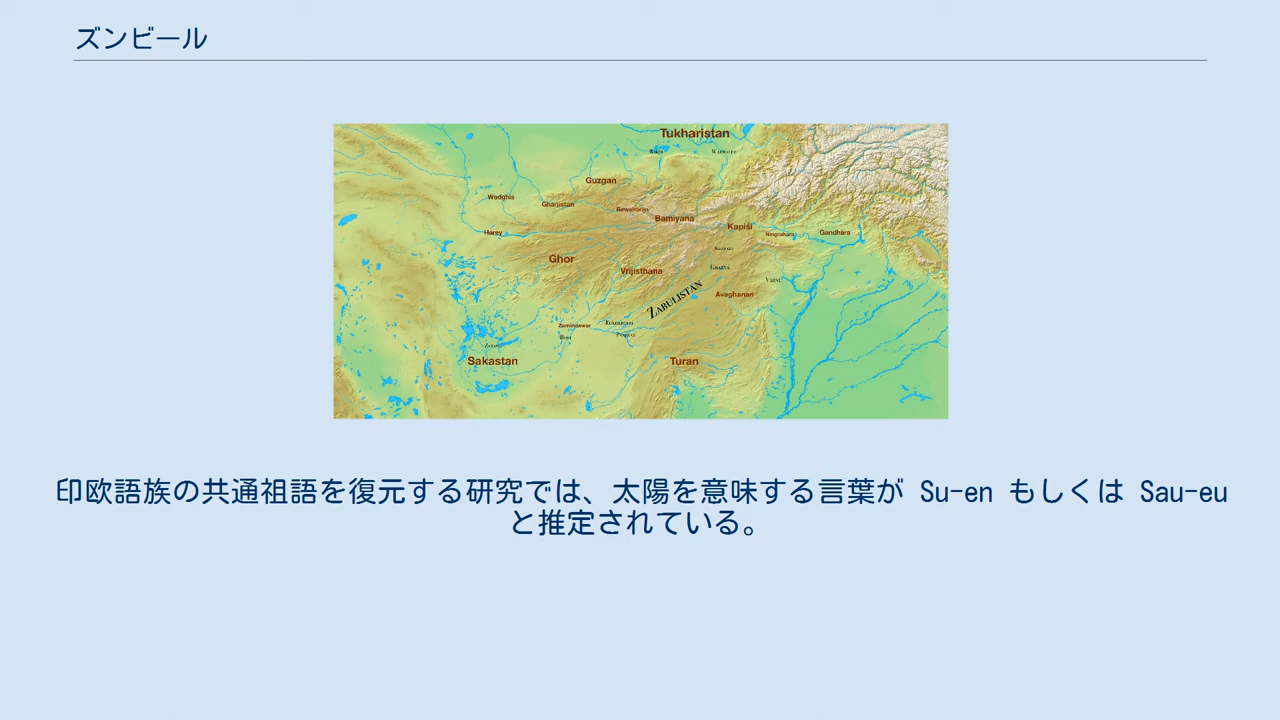 ズンビール
Tukharistan
Guzgan
Wadghis
Gharjistan
Bamiyana
Kapisi
Harey
Gandhara
Ghor
Vrijisthana
Ghazna
ZABULISTAN
Avaghanan
Zamindawar
Sakastan
Turan
印欧語族の共通祖語を復元する研究では、太陽を意味する言葉が Su-en もしくは Sau-eu
と推定されている。